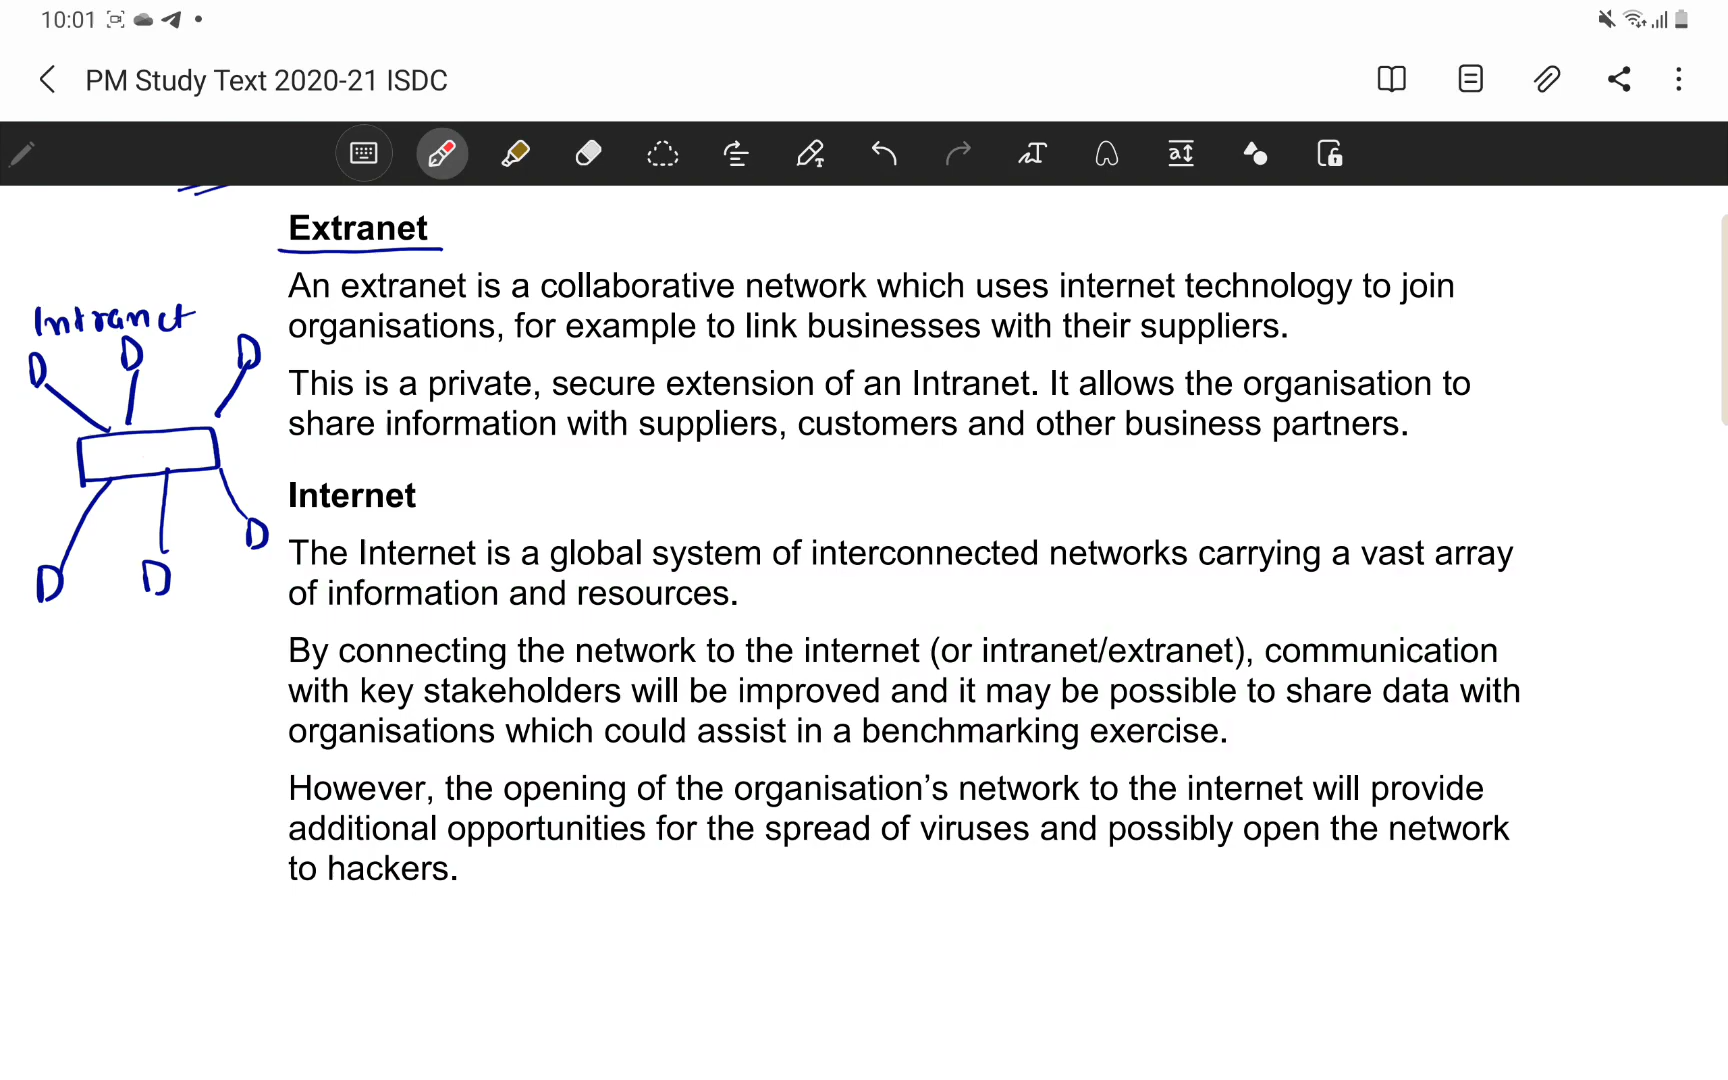 10:01
PM Study Text 2020-21 ISDC
Extranet
An extranet is a collaborative network which uses internet technology to join
organisations, for example to link businesses with their suppliers.
This is a private, secure extension of an Intranet. It allows the organisation to
share information with suppliers, customers and other business partners.
Intranet
D D D
D D D
Internet
The Internet is a global system of interconnected networks carrying a vast array
of information and resources.
By connecting the network to the internet (or intranet/extranet), communication
with key stakeholders will be improved and it may be possible to share data with
organisations which could assist in a benchmarking exercise.
However, the opening of the organisation’s network to the internet will provide
additional opportunities for the spread of viruses and possibly open the network
to hackers.